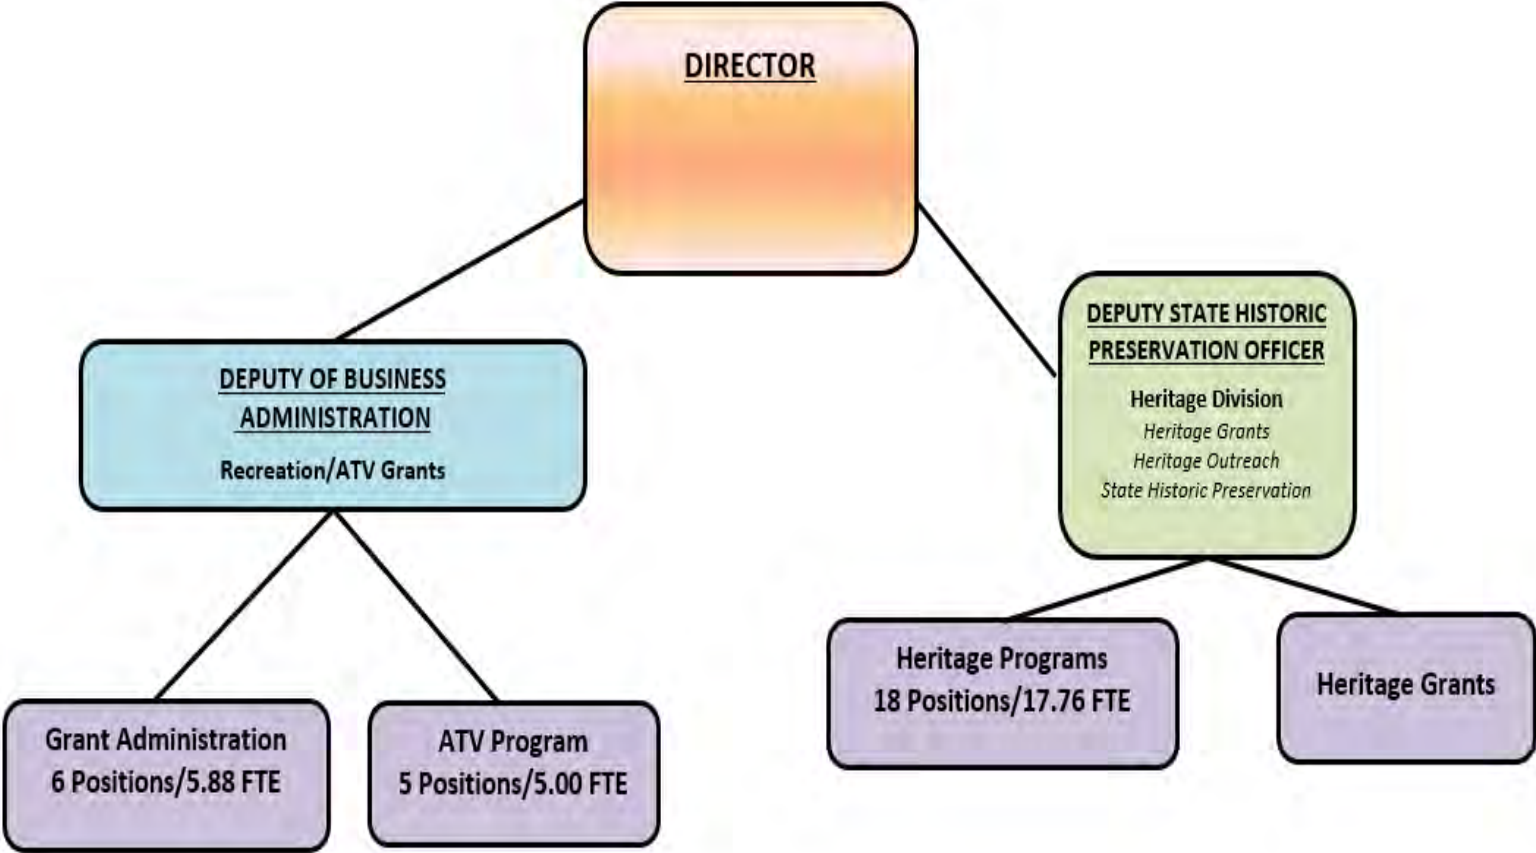 DIRECTOR
DEPUTY OF BUSINESS
ADMINISTRATION
Recreation/ATV Grants
DEPUTY STATE HISTORIC
PRESERVATION OFFICER
Heritage Division
Heritage Grants
Heritage Outreach
State Historic Preservation
Grant Administration
6 Positions/5.88 FTE
ATV Program
5 Positions/5.00 FTE
Heritage Programs
18 Positions/17.76 FTE
Heritage Grants